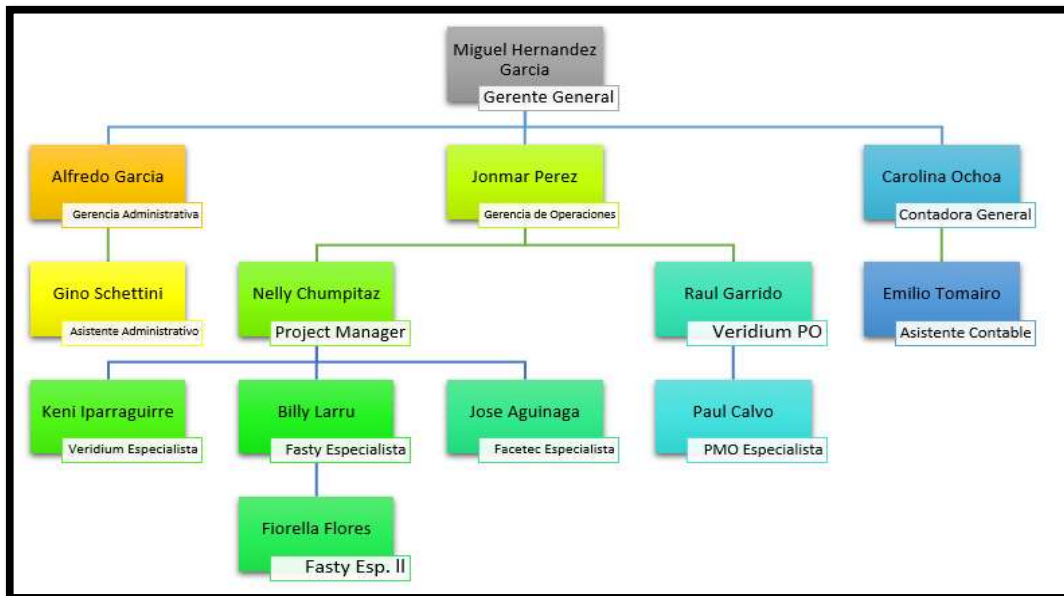 Miguel Hernandez
Garcia
Gerente General
Alfredo Garcia
Gerencia Administrativa
Jonmar Perez
Gerencia de Operaciones
Carolina Ochoa
Contadora General
Gino Schettini
Asistente Administrativo
Nelly Chumpitaz
Project Manager
Raul Garrido
Veridium PO
Emilio Tomairo
Asistente Contable
Keni Iparraguirre
Veridium Especialista
Billy Larru
Fasty Especialista
Jose Aguinaga
Facetec Especialista
Paul Calvo
PMO Especialista
Fiorella Flores
Fasty Esp. II